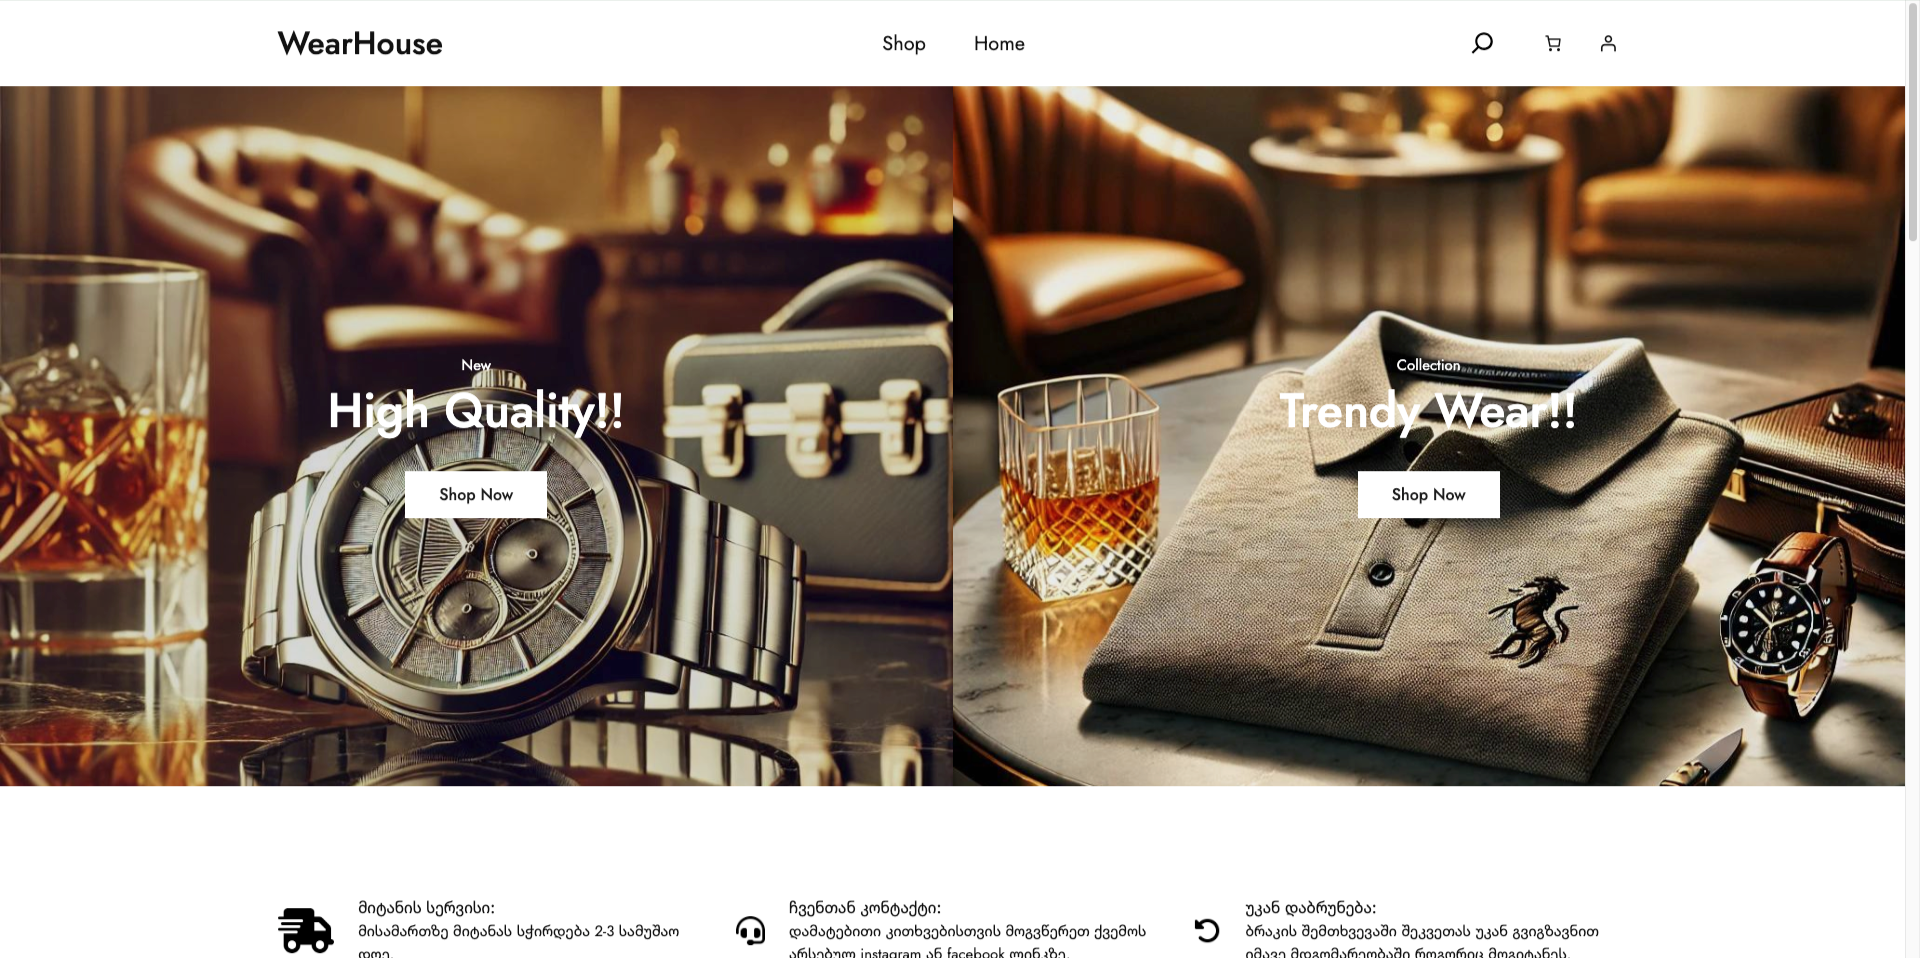 WearHouse
Shop
Home
New
High Quality!!
Shop Now
Collection
Trendy Wear!!
Shop Now
მიტანის სერვისი:
მისამართზე მიტანას სჭირდება 2-3 სამუშაო
დღე.
ჩვენთან კონტაქტი:
დამატებითი კითხვებისთვის მოგვწერეთ ქვემოს
არსებულ instagram ან facebook ლინკზე.
უკან დაბრუნება:
ბრაკის შემთხვევაში შეკვეთას უკან გვიგზავნით
იმავე მდგომარეობაში როგორიც მოგიტანეს.